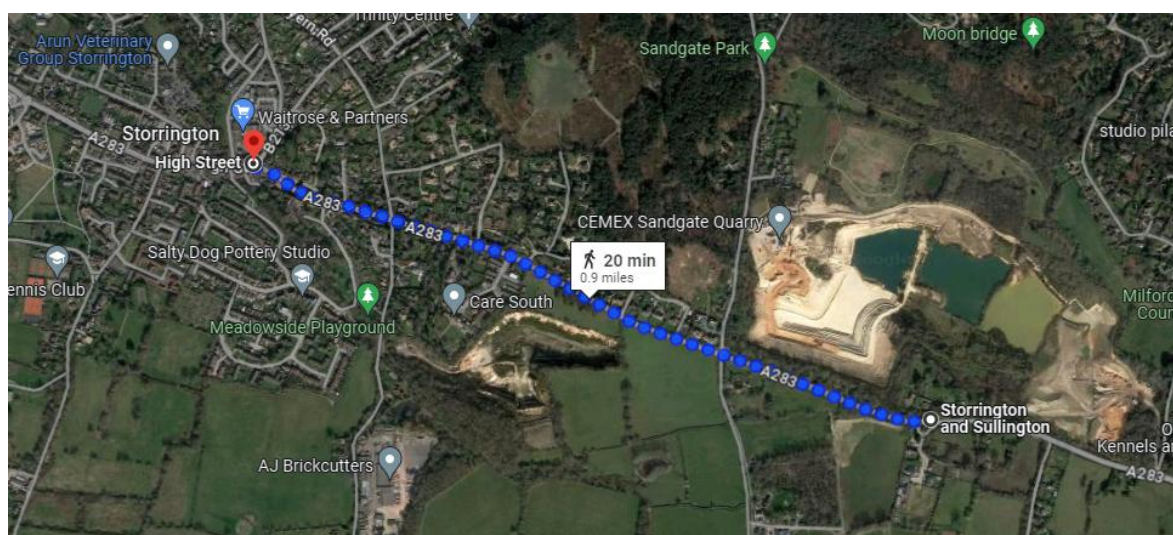 Trinity Centre
Arun Veterinary
Group Storrington
Moon bridge
Sandgate Park
Waitrose & Partners
A283
Storrington
High Street
studio pila
A283
CEMEX Sandgate Quarry
A283
Salty Dog Pottery Studio
20 min
0.9 miles
ennis Club
Care South
Milford
Coun
Meadowside Playground
A283
Storrington
and Sullington
Kennels an
AJ Brickcutters
A283